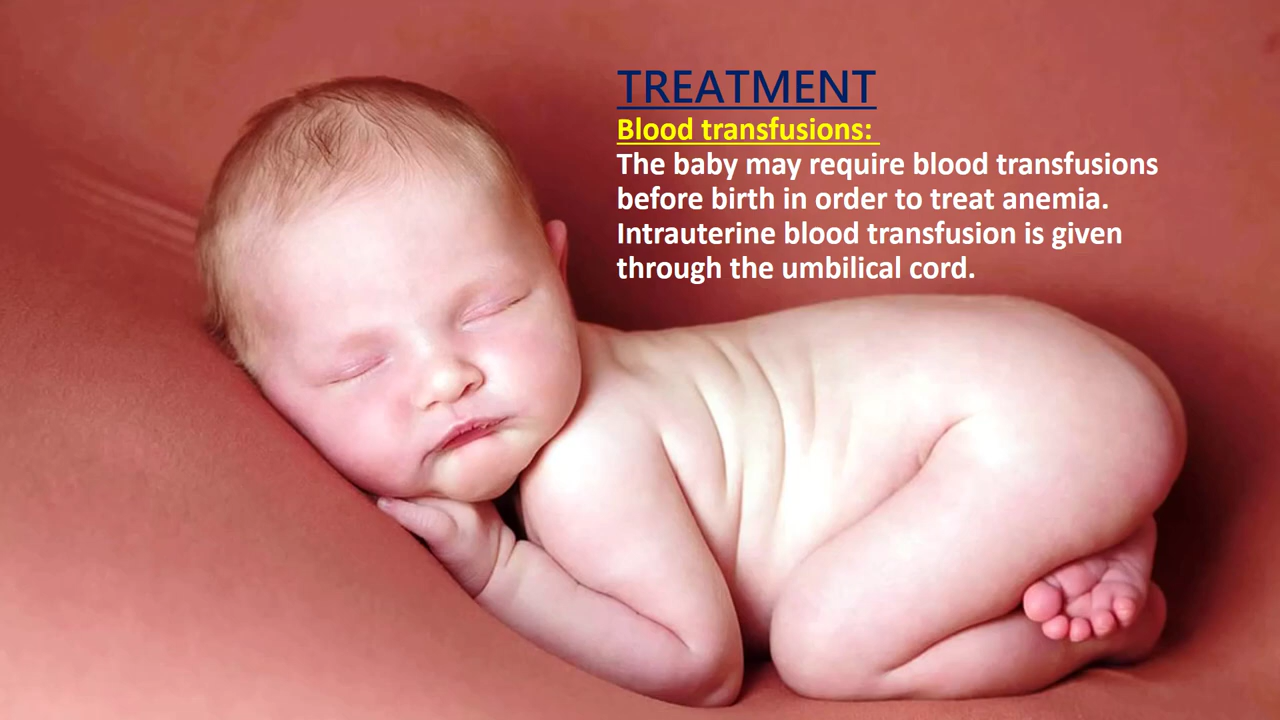 TREATMENT
Blood transfusions:
The baby may require blood transfusions
before birth in order to treat anemia.
Intrauterine blood transfusion is given
through the umbilical cord.